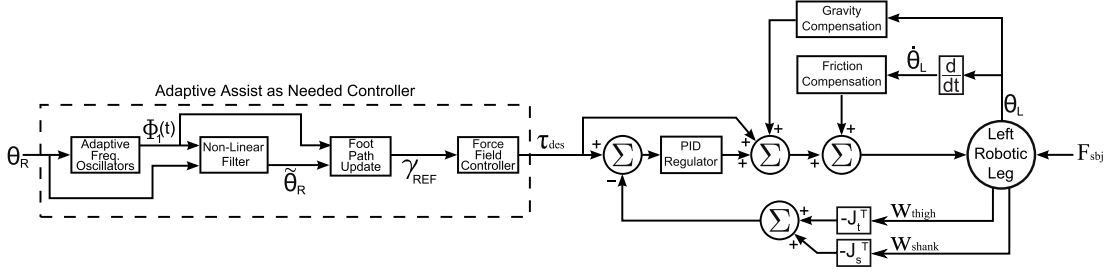 Gravity
Compensation
Friction
Compensation
θ̇L
d
dt
θL
Adaptive Assist as Needed Controller
θR
Adaptive
Freq.
Oscillators
Φ1(t)
Non-Linear
Filter
θ̃R
Foot
Path
Update
γREF
Force
Field
Controller
τdes
+
Σ
−
PID
Regulator
+
+
+
Σ
+
+
Σ
Left
Robotic
Leg
Fsbj
Σ
+
+
-JtT
Wthigh
-JsT
Wshank